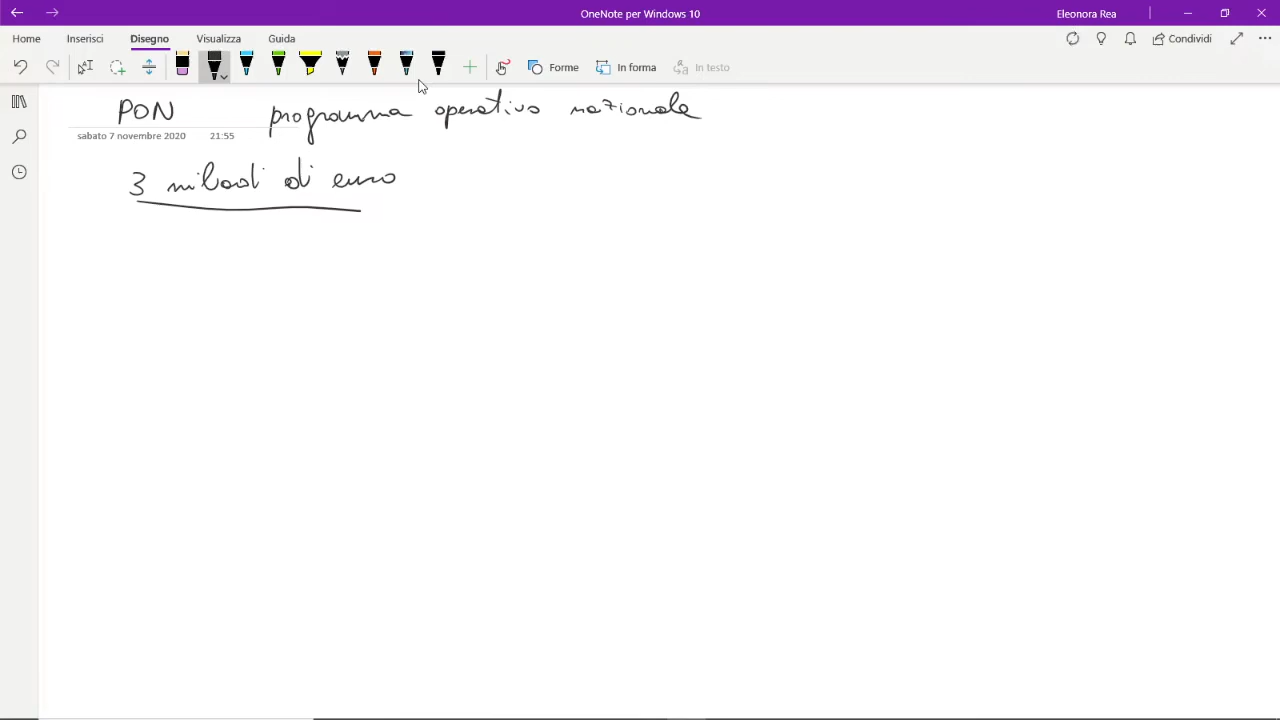 OneNote per Windows 10
Eleonora Rea
Home Inserisci Disegno Visualizza Guida
Condividi
Forme In forma In testo
PON programma operativo nazionale
sabato 7 novembre 2020 21:55
3 miliardi di euro